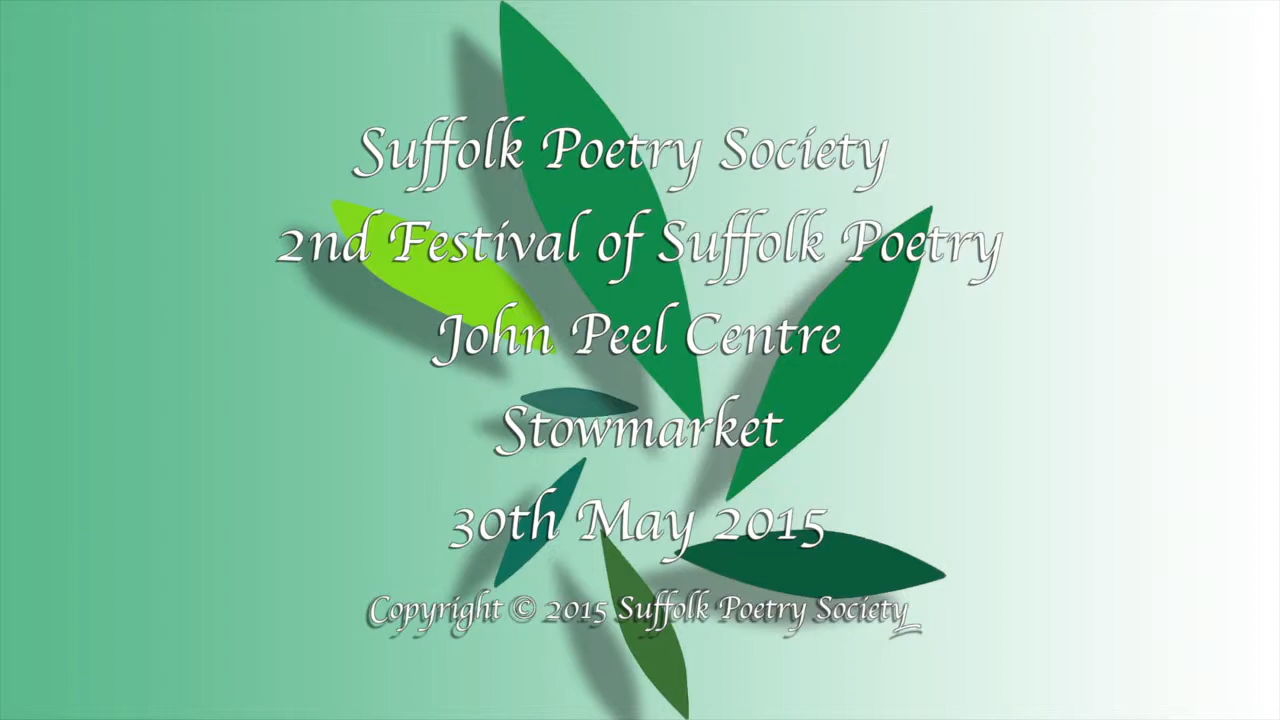 Suffolk Poetry Society
2nd Festival of Suffolk Poetry
John Peel Centre
Stowmarket
30th May 2015
Copyright © 2015 Suffolk Poetry Society